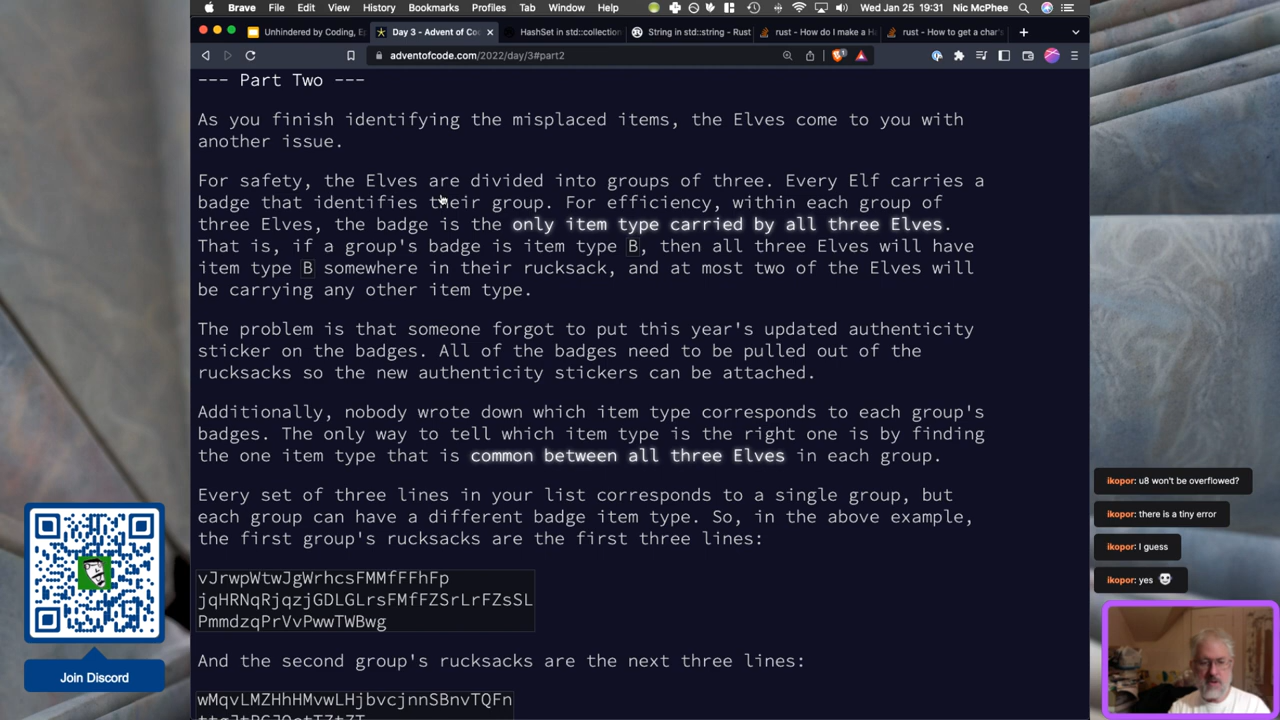 Brave File Edit View History Bookmarks Profiles Tab Window Help Wed Jan 25 19:31 Nic McPhee
Unhindered by Coding, Ep Day 3 - Advent of Co HashSet in std::collection String in std::string - Rust rust - How do I make a H rust - How to get a char's
adventofcode.com/2022/day/3#part2
--- Part Two ---
As you finish identifying the misplaced items, the Elves come to you with
another issue.
For safety, the Elves are divided into groups of three. Every Elf carries a
badge that identifies their group. For efficiency, within each group of
three Elves, the badge is the only item type carried by all three Elves.
That is, if a group's badge is item type B, then all three Elves will have
item type B somewhere in their rucksack, and at most two of the Elves will
be carrying any other item type.
The problem is that someone forgot to put this year's updated authenticity
sticker on the badges. All of the badges need to be pulled out of the
rucksacks so the new authenticity stickers can be attached.
Additionally, nobody wrote down which item type corresponds to each group's
badges. The only way to tell which item type is the right one is by finding
the one item type that is common between all three Elves in each group.
Every set of three lines in your list corresponds to a single group, but
each group can have a different badge item type. So, in the above example,
the first group's rucksacks are the first three lines:
vJrwpWtwJgWrhcsFMMfFFhFp
jqHRNqRjqzjGDLGLrsFMfFZSrLrFZsSL
PmmdzqPrVvPwwTWBwg
And the second group's rucksacks are the next three lines:
wMqvLMZHhHMvwLHjbvcjnnSBnvTQFn
ikopor: u8 won't be overflowed?
ikopor: there is a tiny error
ikopor: I guess
ikopor: yes
Join Discord